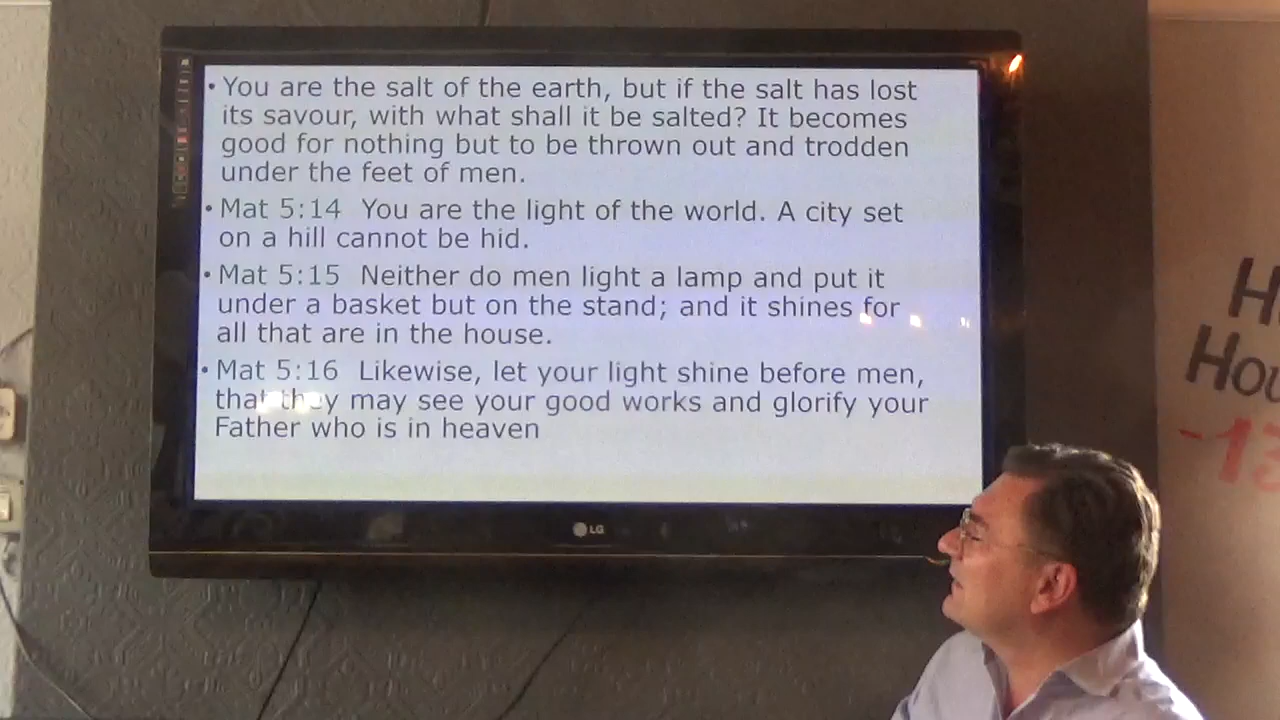 • You are the salt of the earth, but if the salt has lost
its savour, with what shall it be salted? It becomes
good for nothing but to be thrown out and trodden
under the feet of men.
• Mat 5:14 You are the light of the world. A city set
on a hill cannot be hid.
• Mat 5:15 Neither do men light a lamp and put it
under a basket but on the stand; and it shines for
all that are in the house.
• Mat 5:16 Likewise, let your light shine before men,
that they may see your good works and glorify your
Father who is in heaven
LG